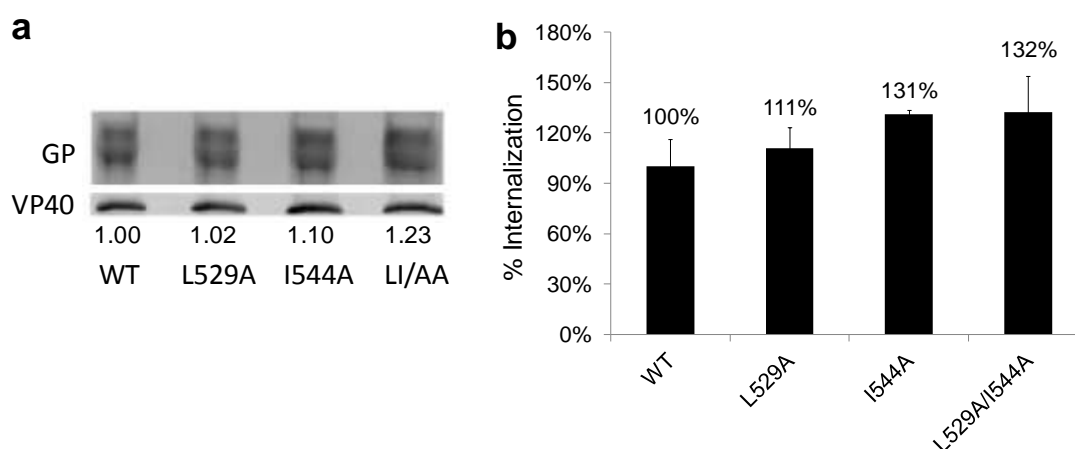 a
GP
VP40
1.00 1.02 1.10 1.23
WT L529A I544A LI/AA
b
% Internalization
180%
150%
120%
90%
60%
30%
0%
100%
111%
131%
132%
WT
L529A
I544A
L529A/I544A